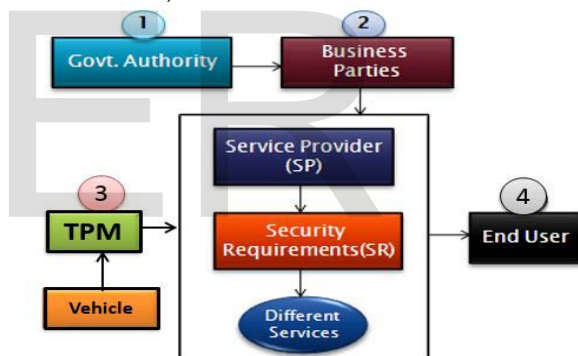 1
2
Govt. Authority
Business
Parties
Service Provider
(SP)
3
TPM
Security
Requirements(SR)
4
End User
Vehicle
Different
Services